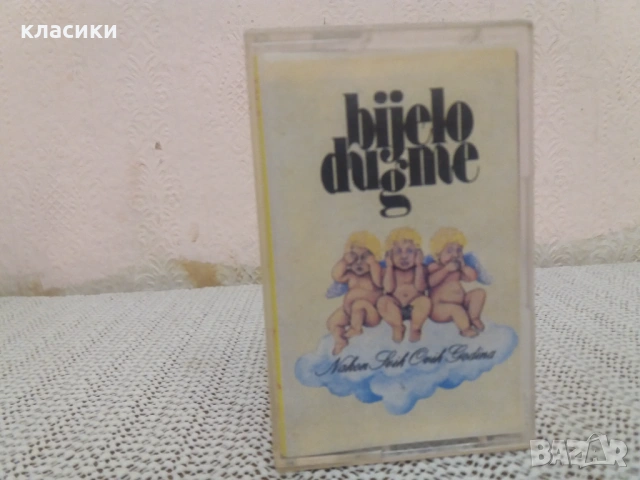 класики
bijelo
dugme
Nakon Svih Ovih Godina
BAZAR